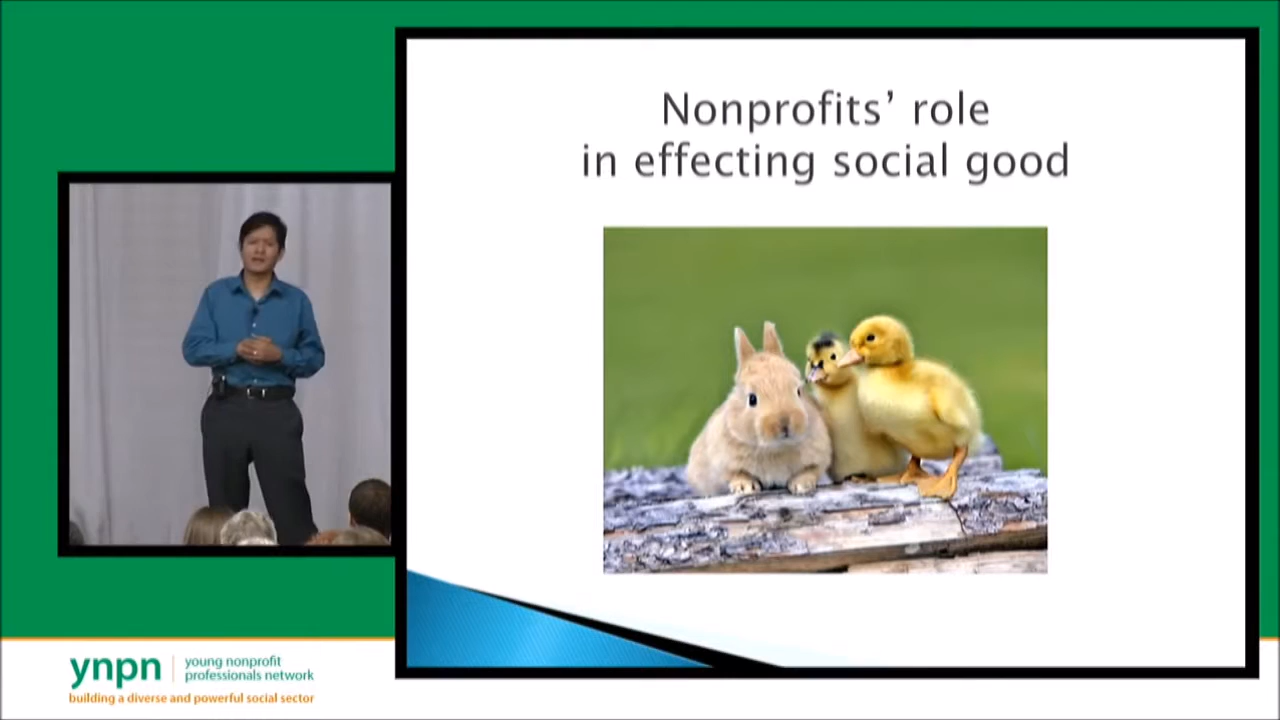 Nonprofits’ role
in effecting social good
ynpn
young nonprofit
professionals network
building a diverse and powerful social sector